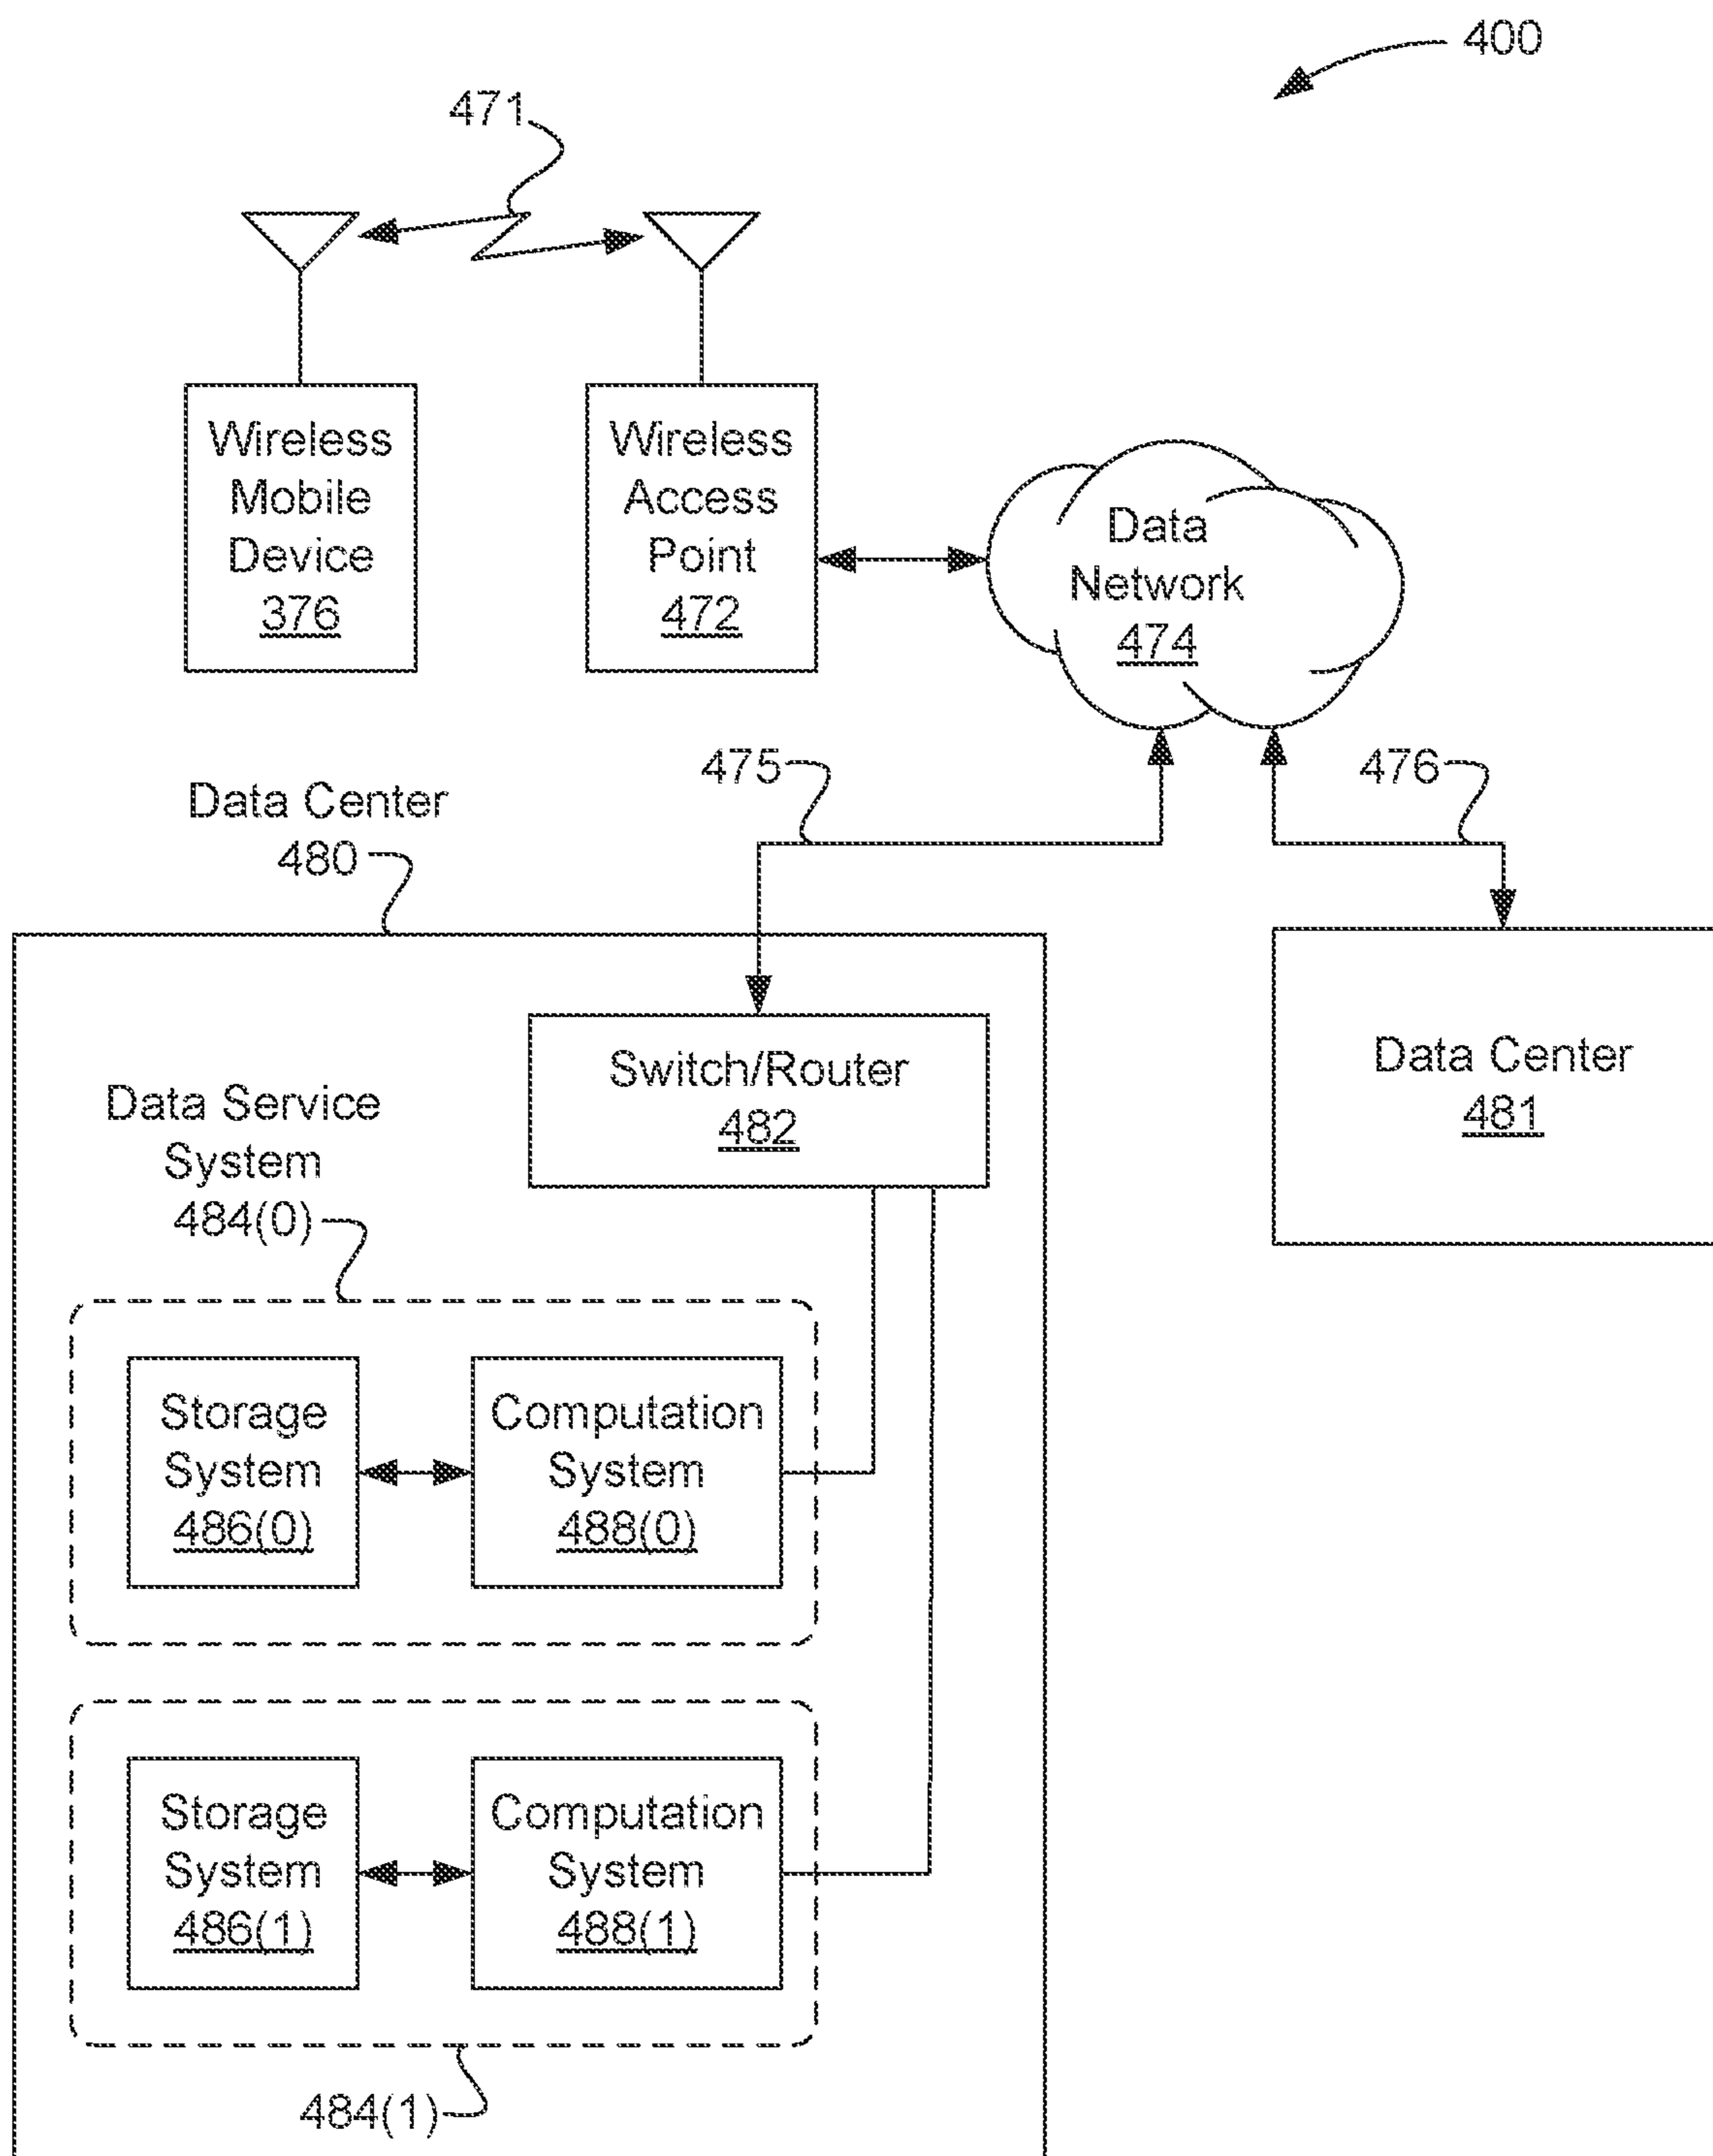 400
471
Wireless
Mobile
Device
376
Wireless
Access
Point
472
Data
Network
474
475
476
Data Center
480
Switch/Router
482
Data Center
481
Data Service
System
484(0)
Storage
System
486(0)
Computation
System
488(0)
Storage
System
486(1)
Computation
System
488(1)
484(1)